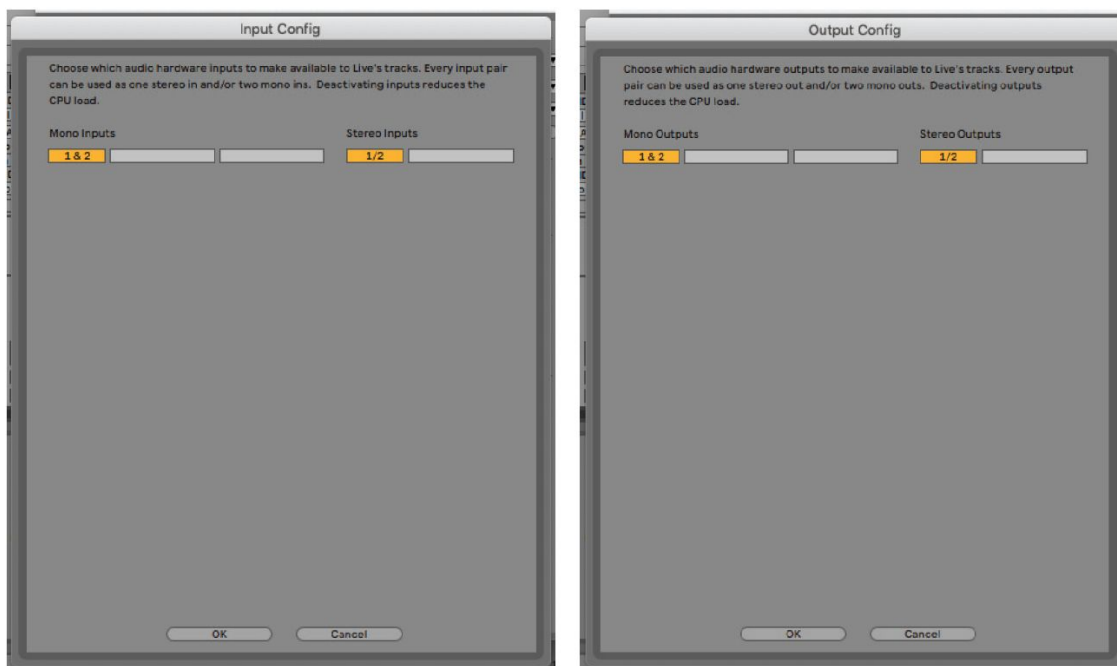 Input Config
Choose which audio hardware inputs to make available to Live's tracks. Every input pair
can be used as one stereo in and/or two mono ins. Deactivating inputs reduces the
CPU load.
Mono Inputs
Stereo Inputs
1 & 2
1/2
OK
Cancel
Output Config
Choose which audio hardware outputs to make available to Live's tracks. Every output
pair can be used as one stereo out and/or two mono outs. Deactivating outputs
reduces the CPU load.
Mono Outputs
Stereo Outputs
1 & 2
1/2
OK
Cancel